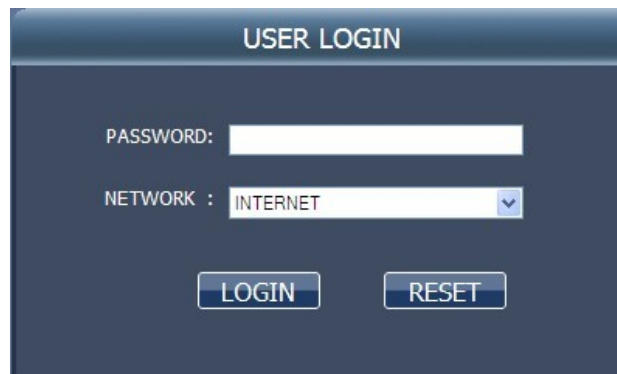 USER LOGIN
PASSWORD:
NETWORK : INTERNET
LOGIN RESET